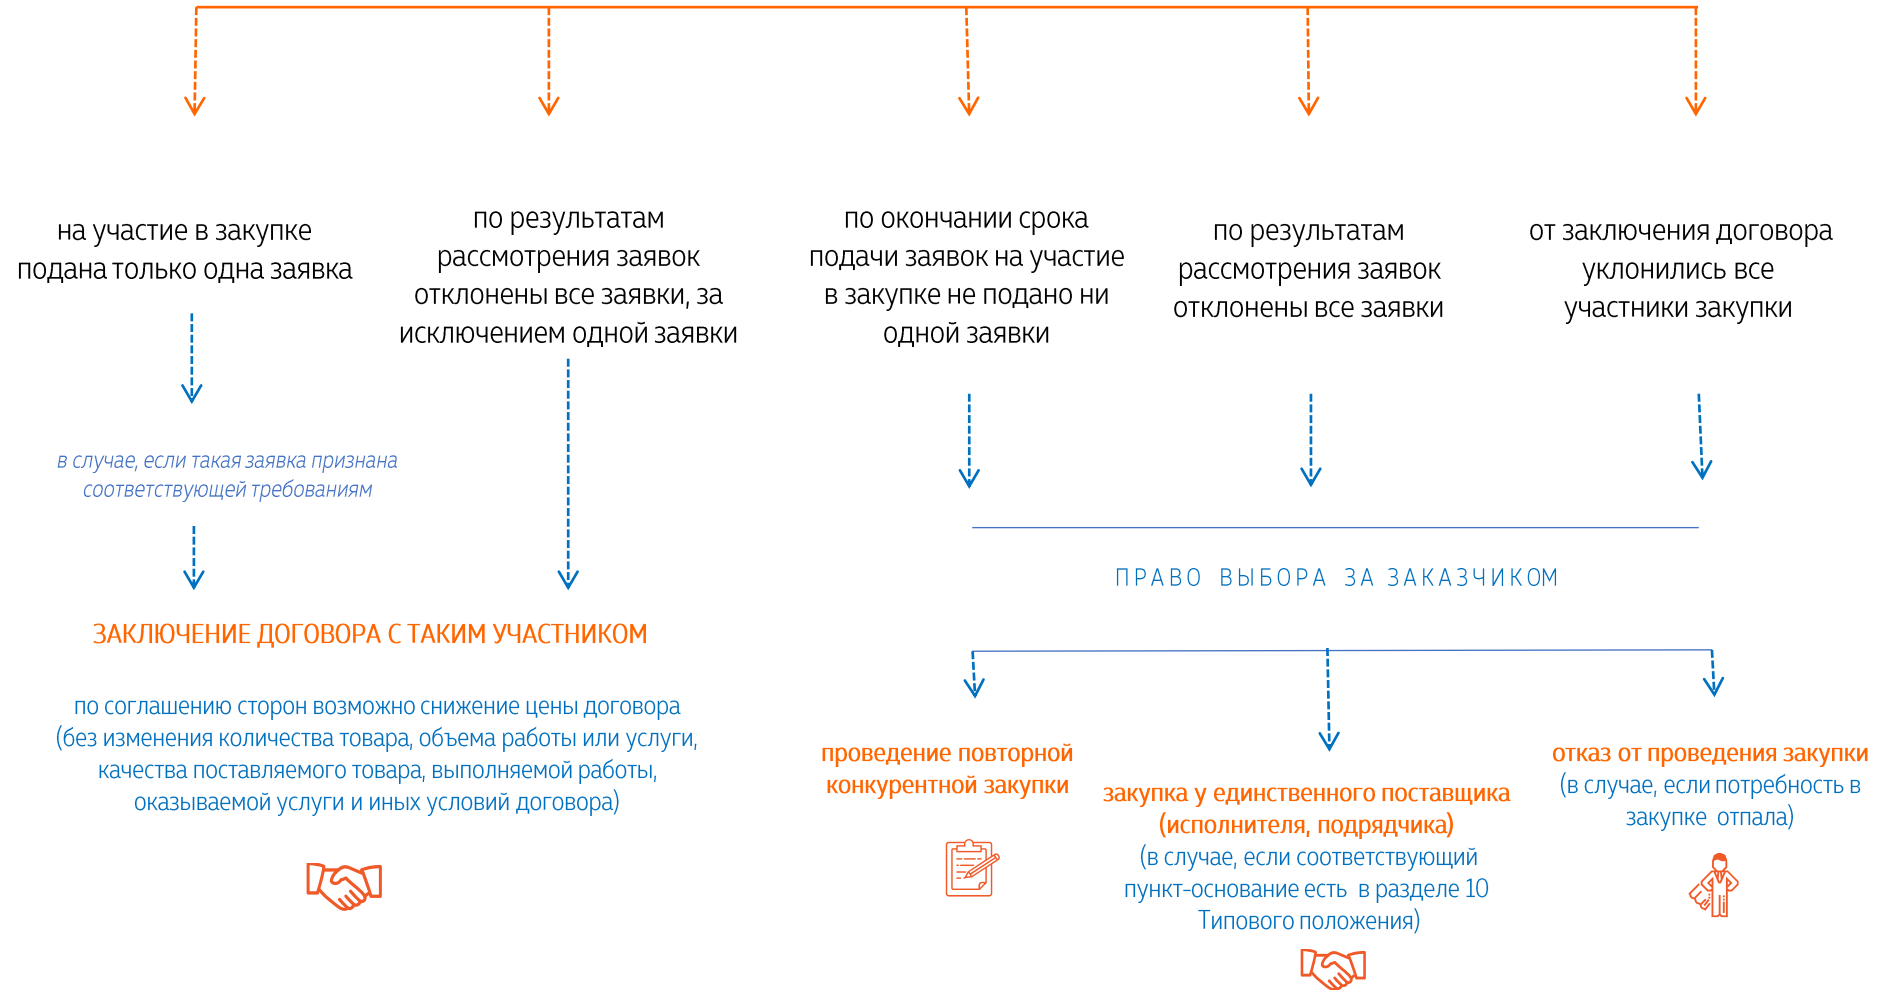 на участие в закупке
подана только одна заявка
по результатам
рассмотрения заявок
отклонены все заявки, за
исключением одной заявки
по окончании срока
подачи заявок на участие
в закупке не подано ни
одной заявки
по результатам
рассмотрения заявок
отклонены все заявки
от заключения договора
уклонились все
участники закупки
в случае, если такая заявка признана
соответствующей требованиям
ЗАКЛЮЧЕНИЕ ДОГОВОРА С ТАКИМ УЧАСТНИКОМ
по соглашению сторон возможно снижение цены договора
(без изменения количества товара, объема работы или услуги,
качества поставляемого товара, выполняемой работы,
оказываемой услуги и иных условий договора)
ПРАВО ВЫБОРА ЗА ЗАКАЗЧИКОМ
проведение повторной
конкурентной закупки
закупка у единственного поставщика
(исполнителя, подрядчика)
(в случае, если соответствующий
пункт-основание есть в разделе 10
Типового положения)
отказ от проведения закупки
(в случае, если потребность в
закупке отпала)